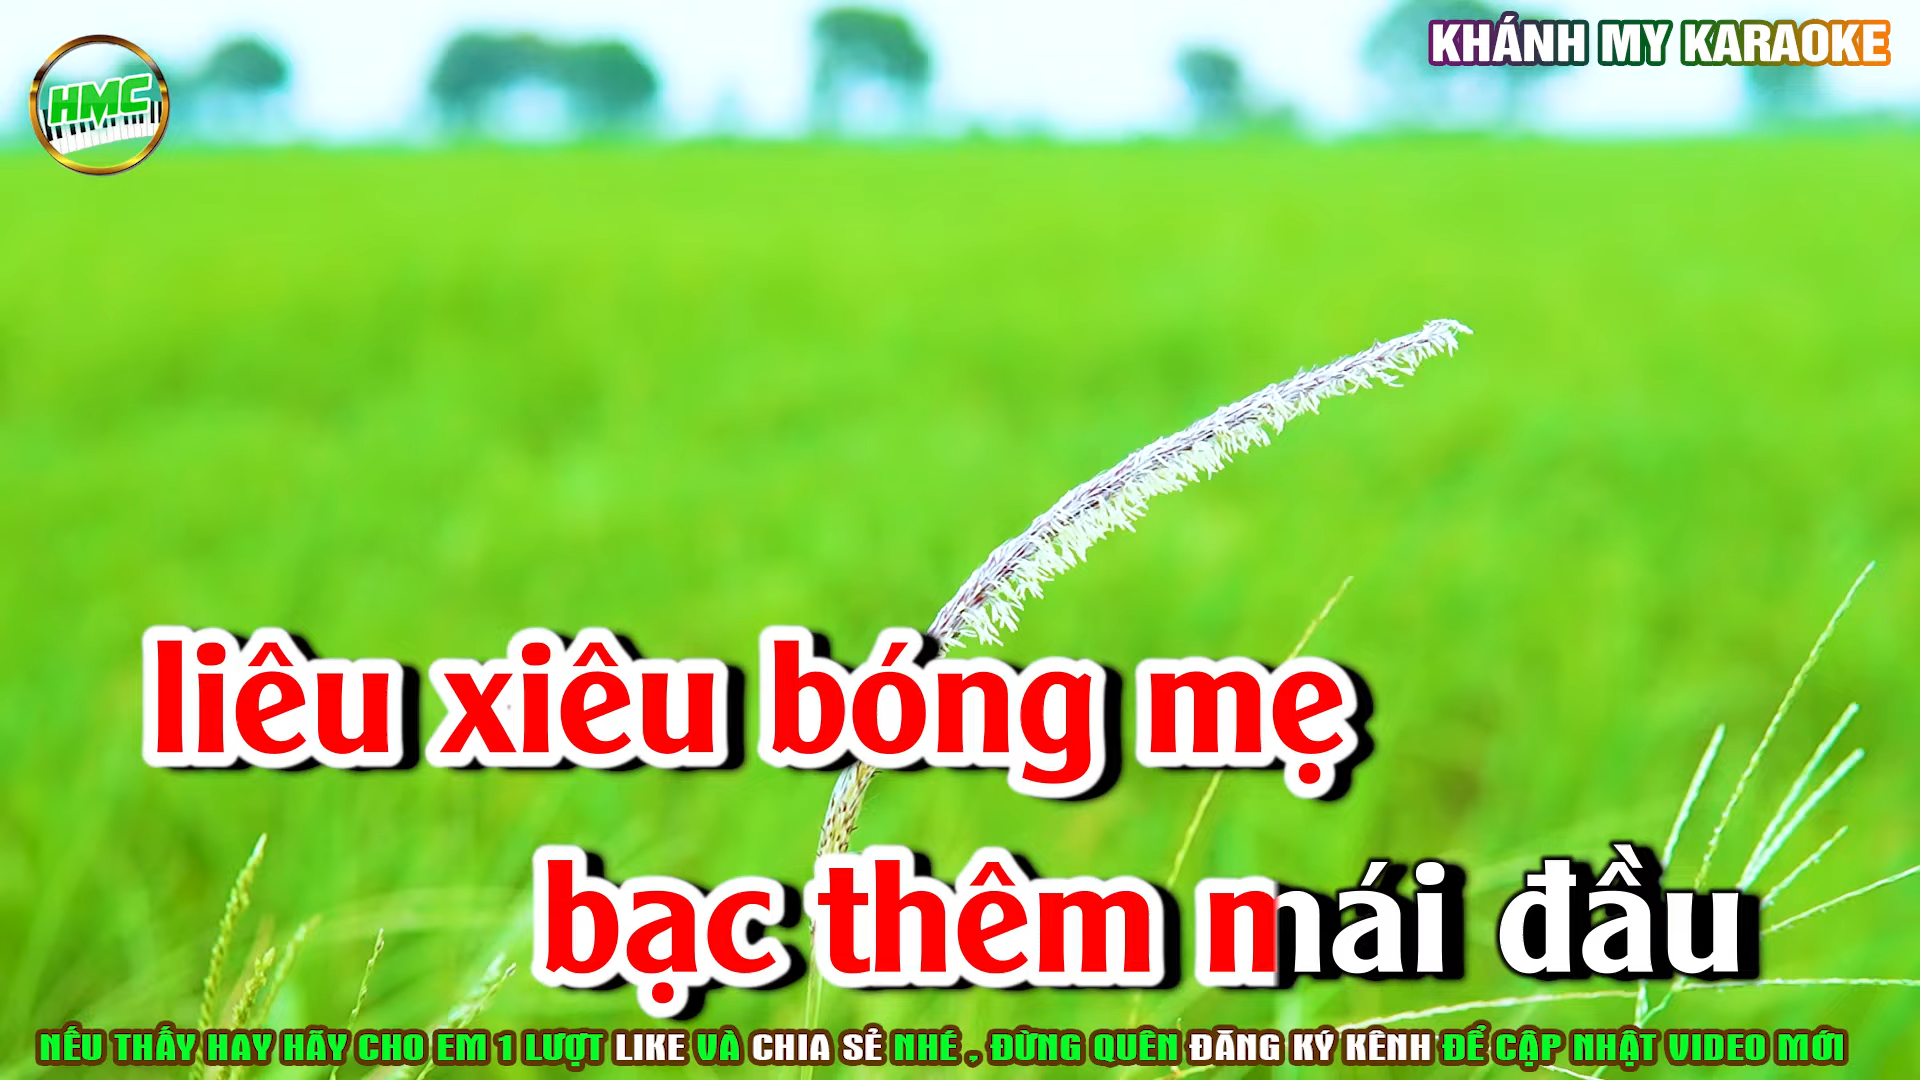 KHÁNH MY KARAOKE
HMC
liêu xiêu bóng mẹ
bạc thêm mái đầu
NẾU THẤY HAY HÃY CHO EM 1 LƯỢT LIKE VÀ CHIA SẺ NHÉ , ĐỪNG QUÊN ĐĂNG KÝ KÊNH ĐỂ CẬP NHẬT VIDEO MỚI